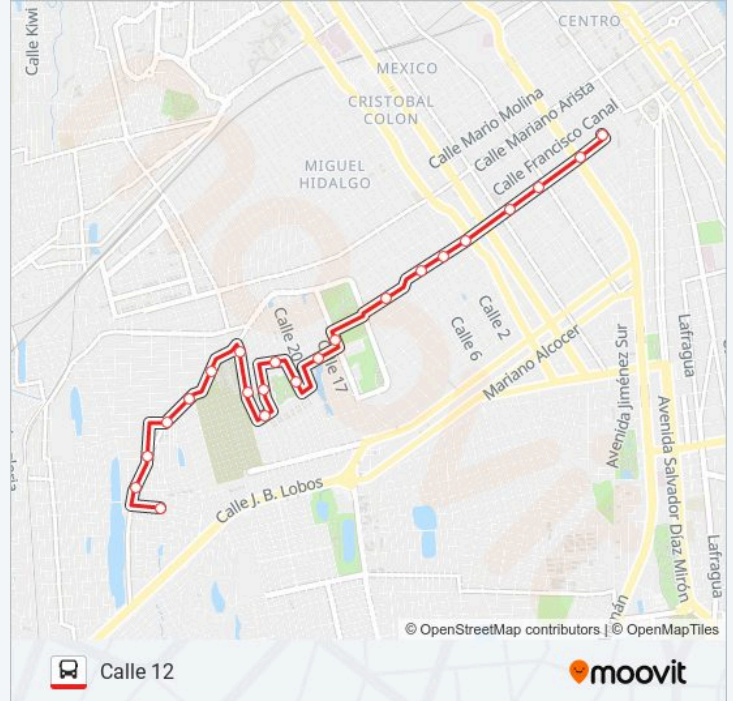 Calle Kiwi
CENTRO
MEXICO
CRISTOBAL
COLON
Calle Mario Molina
Calle Mariano Arista
Calle Francisco Canal
MIGUEL
HIDALGO
Calle 20
Calle 17
Calle 2
Calle 6
Mariano Alcocer
Lafragua
Avenida Jiménez Sur
Avenida Salvador Díaz Mirón
Calle J. B. Lobos
Lafragua
© OpenStreetMap contributors | © OpenMapTiles
Calle 12
moovit